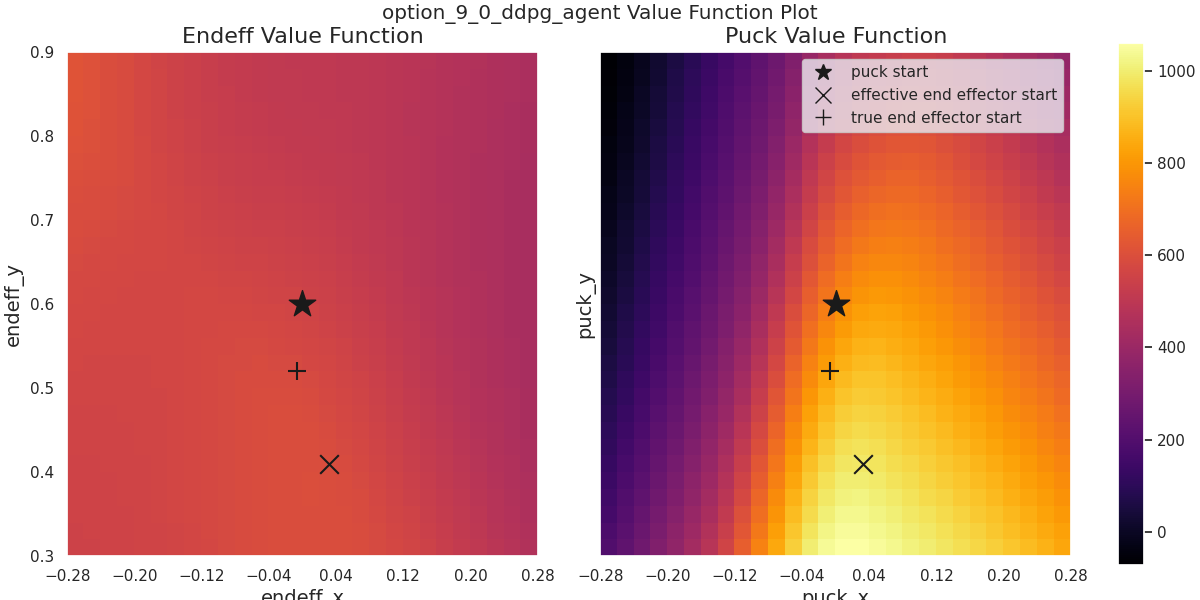 option_9_0_ddpg_agent Value Function Plot
Endeff Value Function
Puck Value Function
puck start
effective end effector start
true end effector start
0.9
0.8
0.7
0.6
0.5
0.4
0.3
endeff_y
−0.28 −0.20 −0.12 −0.04 0.04 0.12 0.20 0.28
endeff_x
puck_y
−0.28 −0.20 −0.12 −0.04 0.04 0.12 0.20 0.28
puck_x
1000
800
600
400
200
0